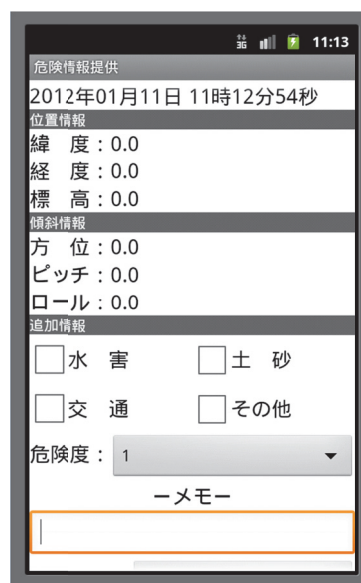 3G 11:13
危険情報提供
2012年01月11日 11時12分54秒
位置情報
緯　度：0.0
経　度：0.0
標　高：0.0
傾斜情報
方　位：0.0
ピッチ：0.0
ロール：0.0
追加情報
水　害　土　砂
交　通　その他
危険度：1
ーメモー